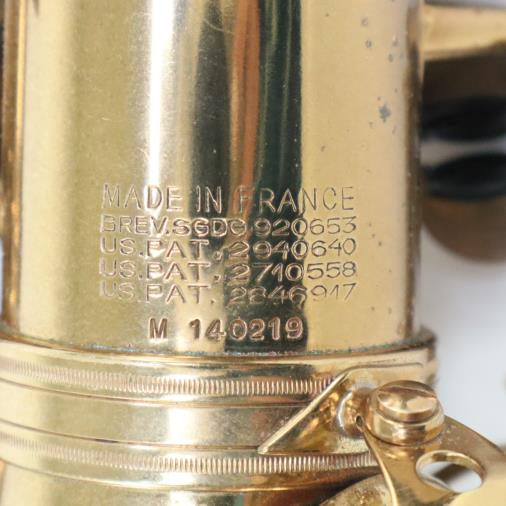 MADE IN FRANCE
BREV.SGDG 920653
US.PAT, 2940640
US.PAT, 2710558
US.PAT. 2846917
M 140219